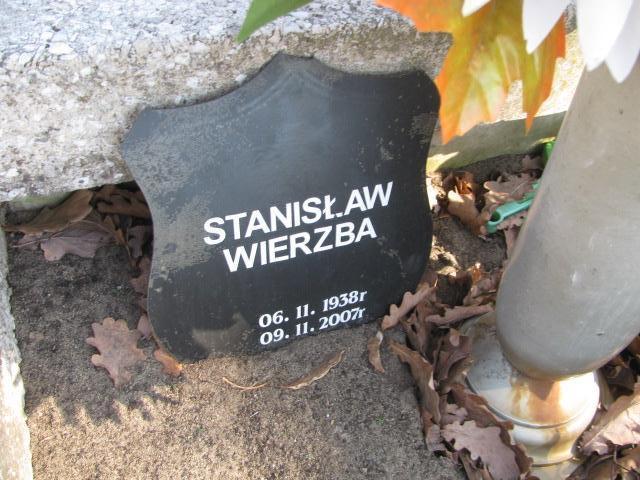 STANISŁAW
WIERZBA
06. 11. 1938r
09. 11. 2007r